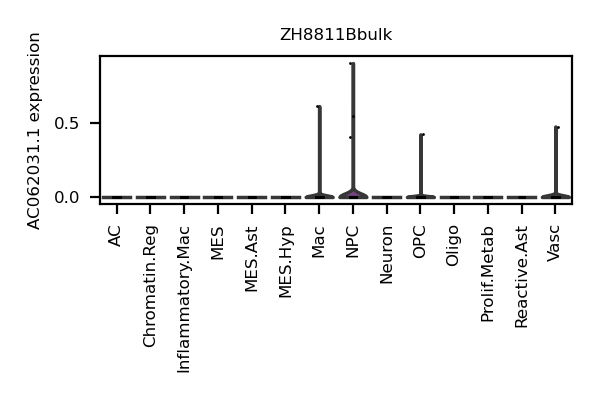 ZH8811Bbulk
AC062031.1 expression
0.5
0.0
AC
Chromatin.Reg
Inflammatory.Mac
MES
MES.Ast
MES.Hyp
Mac
NPC
Neuron
OPC
Oligo
Prolif.Metab
Reactive.Ast
Vasc